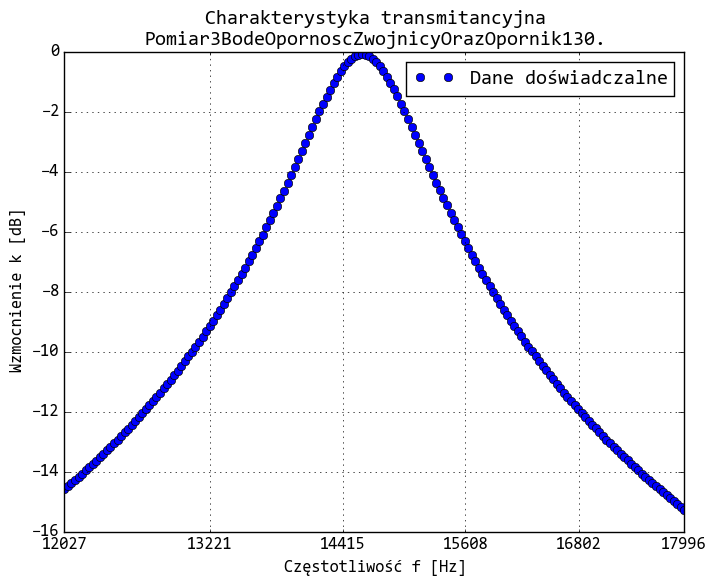 Charakterystyka transmitancyjna
Pomiar3BodeOpornoscZwojnicyOrazOpornik130.
Dane doświadczalne
Wzmocnienie k [dB]
0
−2
−4
−6
−8
−10
−12
−14
−16
12027 13221 14415 15608 16802 17996
Częstotliwość f [Hz]